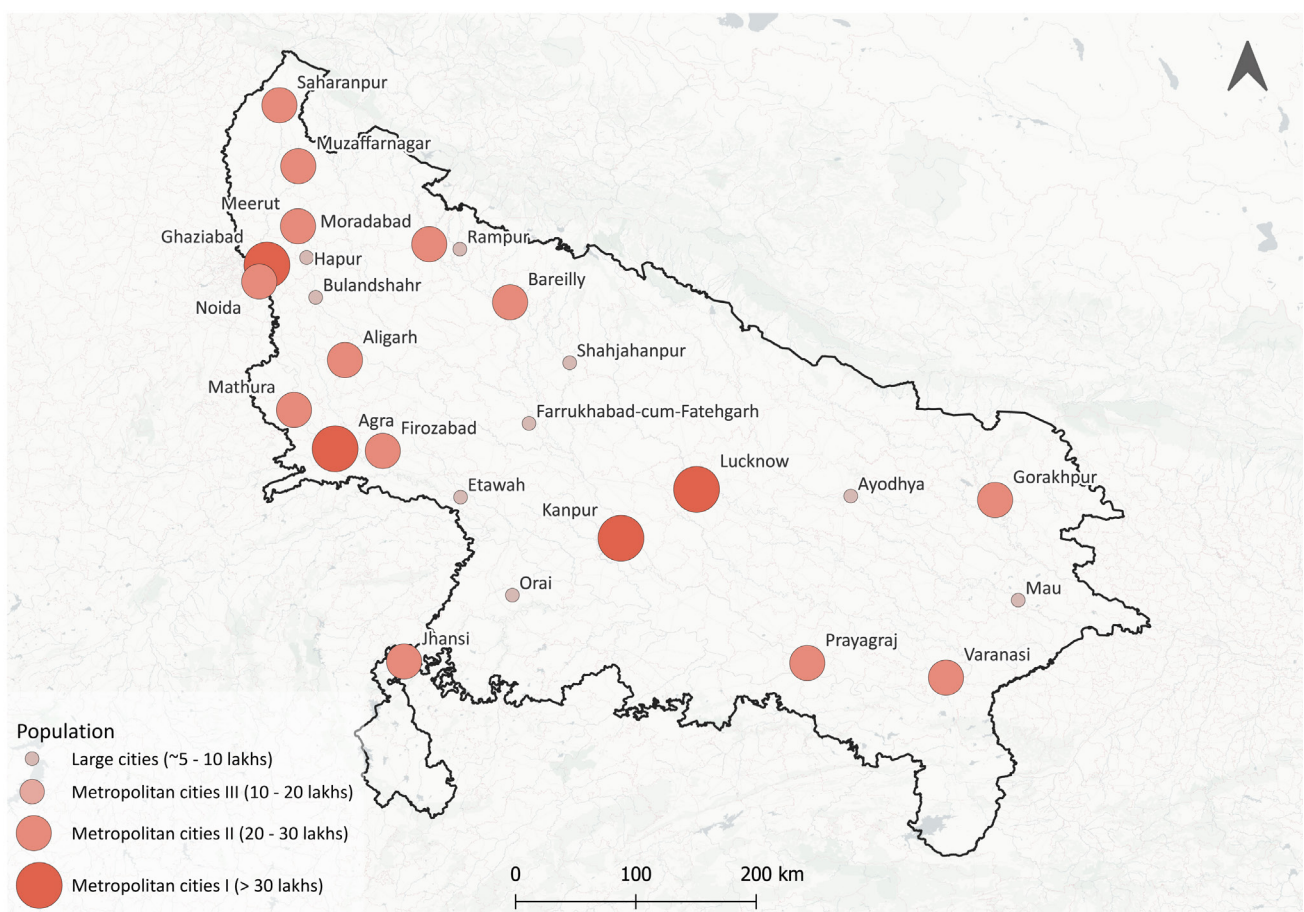 Saharanpur
Muzaffarnagar
Meerut
Moradabad
Ghaziabad
Rampur
Hapur
Bulandshahr
Bareilly
Noida
Aligarh
Shahjahanpur
Mathura
Farrukhabad-cum-Fatehgarh
Agra
Firozabad
Lucknow
Etawah
Ayodhya
Gorakhpur
Kanpur
Orai
Mau
Jhansi
Prayagraj
Varanasi
Population
Large cities (~5 - 10 lakhs)
Metropolitan cities III (10 - 20 lakhs)
Metropolitan cities II (20 - 30 lakhs)
Metropolitan cities I (> 30 lakhs)
0 100 200 km